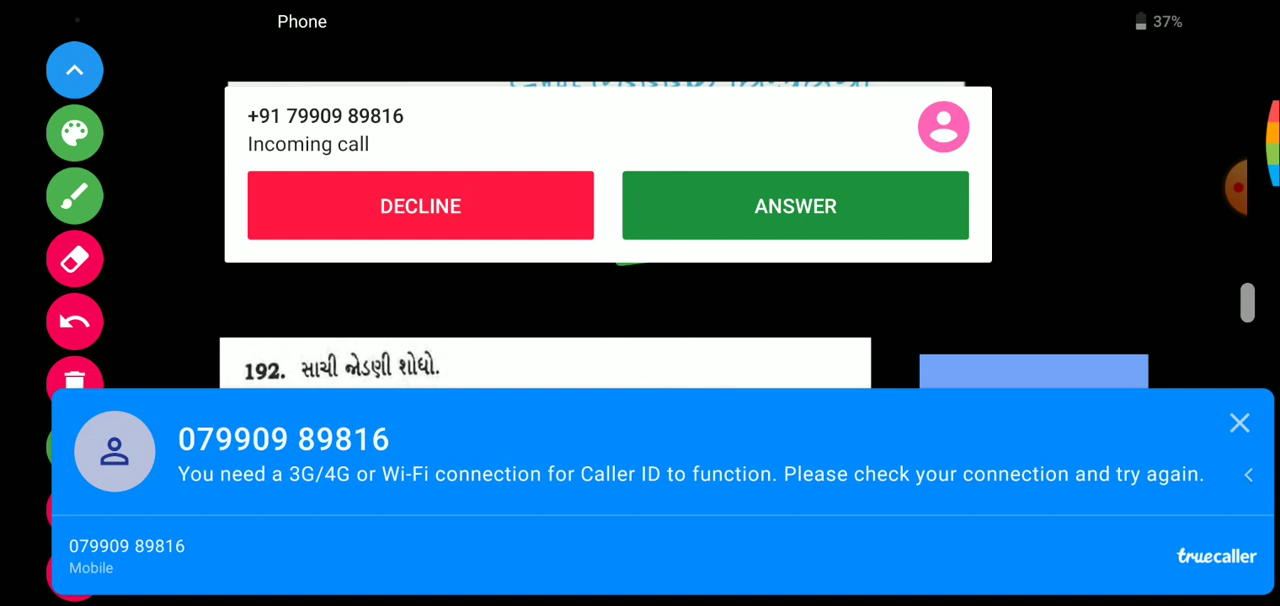 Phone
37%
+91 79909 89816
Incoming call
DECLINE
ANSWER
192. સાચી જોડણી શોધો.
079909 89816
You need a 3G/4G or Wi-Fi connection for Caller ID to function. Please check your connection and try again.
079909 89816
truecaller
Mobile